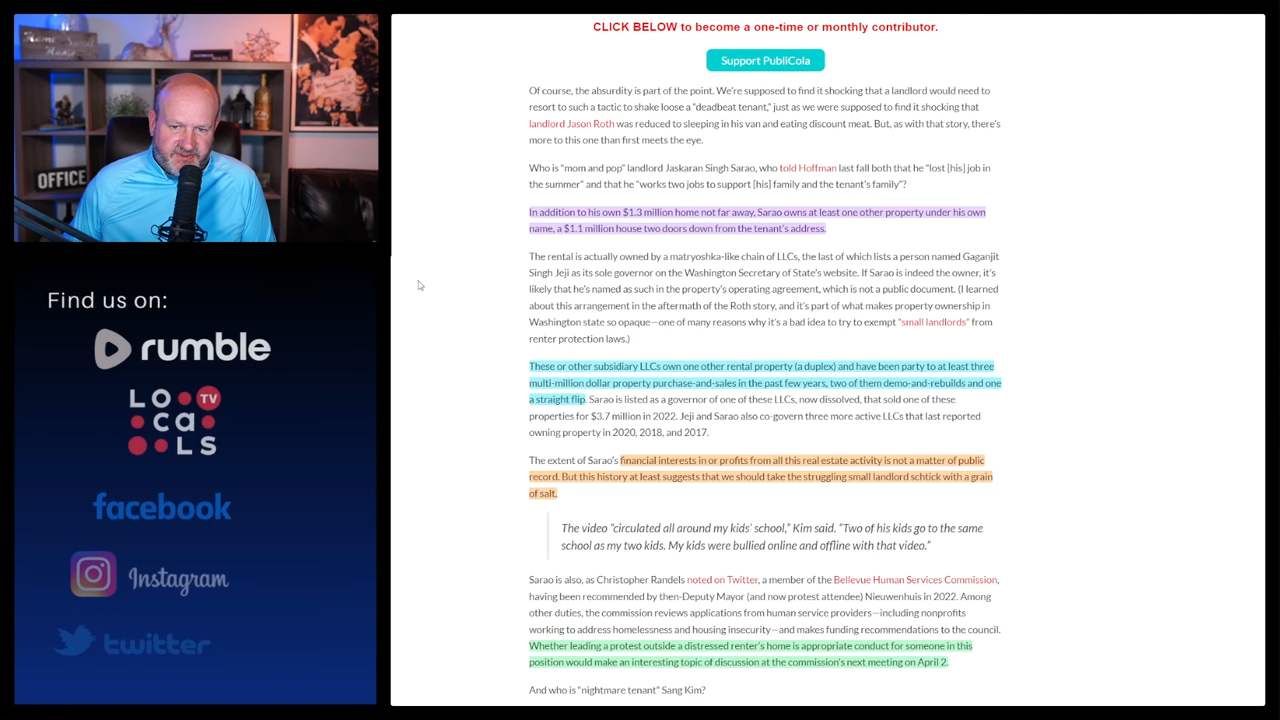 OFFICE
Find us on:
rumble
LO TV
ca
LS
facebook
Instagram
twitter
CLICK BELOW to become a one-time or monthly contributor.
Support PubliCola
Of course, the absurdity is part of the point. We're supposed to find it shocking that a landlord would need to
resort to such a tactic to shake loose a “deadbeat tenant,” just as we were supposed to find it shocking that
landlord Jason Roth was reduced to sleeping in his van and eating discount meat. But, as with that story, there's
more to this one than first meets the eye.
Who is “mom and pop” landlord Jaskaran Singh Sarao, who told Hoffman last fall both that he “lost [his] job in
the summer” and that he “works two jobs to support [his] family and the tenant's family”?
In addition to his own $1.3 million home not far away, Sarao owns at least one other property under his own
name, a $1.1 million house two doors down from the tenant's address.
The rental is actually owned by a matryoshka-like chain of LLCs, the last of which lists a person named Gaganjit
Singh Jeji as its sole governor on the Washington Secretary of State's website. If Sarao is indeed the owner, it's
likely that he's named as such in the property's operating agreement, which is not a public document. (I learned
about this arrangement in the aftermath of the Roth story, and it's part of what makes property ownership in
Washington state so opaque—one of many reasons why it's a bad idea to try to exempt “small landlords” from
renter protection laws.)
These or other subsidiary LLCs own one other rental property (a duplex) and have been party to at least three
multi-million dollar property purchase-and-sales in the past few years, two of them demo-and-rebuilds and one
a straight flip. Sarao is listed as a governor of one of these LLCs, now dissolved, that sold one of these
properties for $3.7 million in 2022. Jeji and Sarao also co-govern three more active LLCs that last reported
owning property in 2020, 2018, and 2017.
The extent of Sarao's financial interests in or profits from all this real estate activity is not a matter of public
record. But this history at least suggests that we should take the struggling small landlord schtick with a grain
of salt.
The video “circulated all around my kids' school,” Kim said. “Two of his kids go to the same
school as my two kids. My kids were bullied online and offline with that video.”
Sarao is also, as Christopher Randels noted on Twitter, a member of the Bellevue Human Services Commission,
having been recommended by then-Deputy Mayor (and now protest attendee) Nieuwenhuis in 2022. Among
other duties, the commission reviews applications from human service providers—including nonprofits
working to address homelessness and housing insecurity—and makes funding recommendations to the council.
Whether leading a protest outside a distressed renter's home is appropriate conduct for someone in this
position would make an interesting topic of discussion at the commission's next meeting on April 2.
And who is “nightmare tenant” Sang Kim?